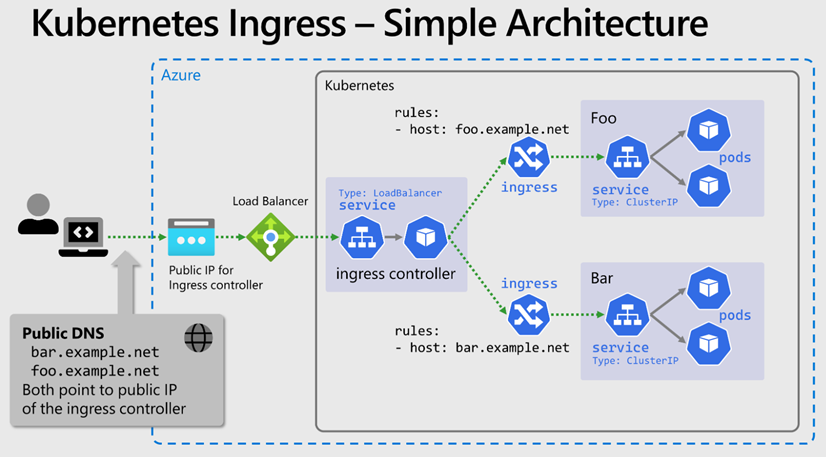 Kubernetes Ingress – Simple Architecture
Azure
Kubernetes
rules:
- host: foo.example.net
ingress
Foo
pods
service
Type: ClusterIP
Load Balancer
Type: LoadBalancer
service
ingress controller
Public IP for
Ingress controller
ingress
rules:
- host: bar.example.net
Bar
pods
service
Type: ClusterIP
Public DNS
bar.example.net
foo.example.net
Both point to public IP
of the ingress controller